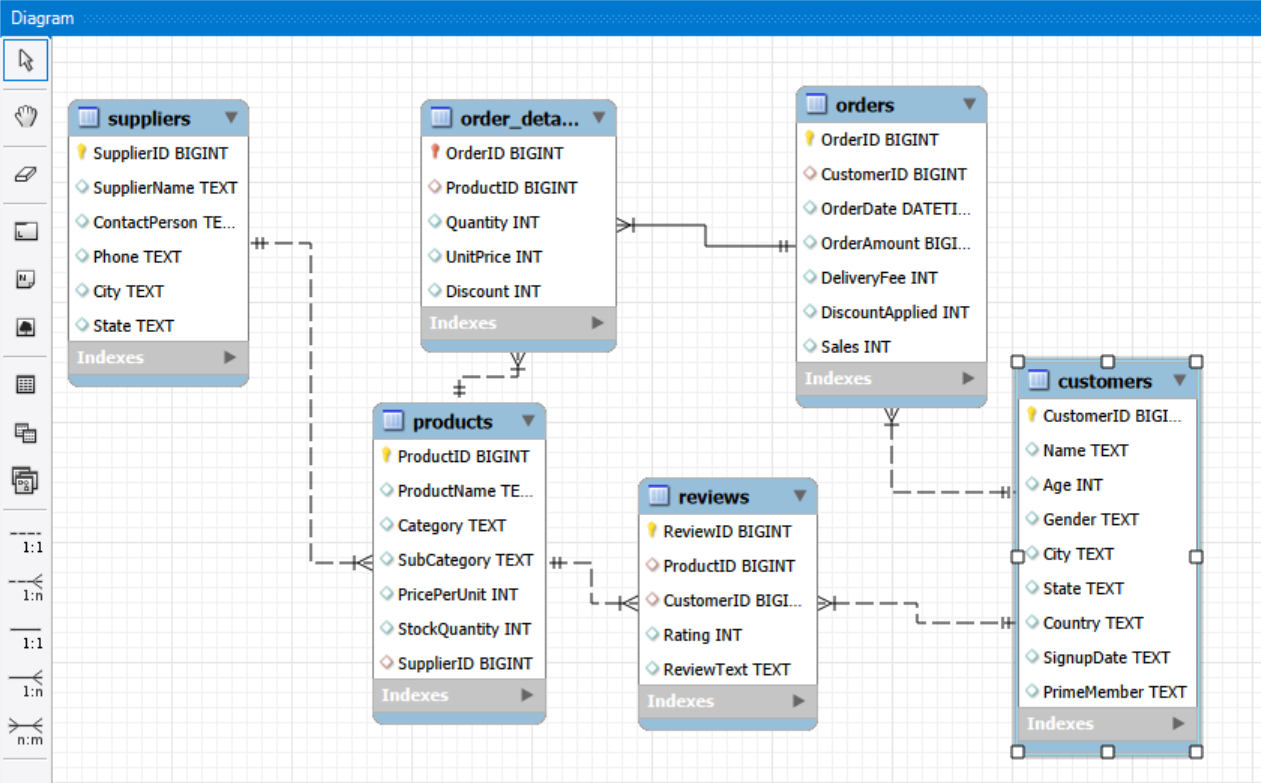 Diagram
suppliers
SupplierID BIGINT
SupplierName TEXT
ContactPerson TE...
Phone TEXT
City TEXT
State TEXT
Indexes
order_deta...
OrderID BIGINT
ProductID BIGINT
Quantity INT
UnitPrice INT
Discount INT
Indexes
orders
OrderID BIGINT
CustomerID BIGINT
OrderDate DATETI...
OrderAmount BIGI...
DeliveryFee INT
DiscountApplied INT
Sales INT
Indexes
products
ProductID BIGINT
ProductName TE...
Category TEXT
SubCategory TEXT
PricePerUnit INT
StockQuantity INT
SupplierID BIGINT
Indexes
reviews
ReviewID BIGINT
ProductID BIGINT
CustomerID BIGI...
Rating INT
ReviewText TEXT
Indexes
customers
CustomerID BIGI...
Name TEXT
Age INT
Gender TEXT
City TEXT
State TEXT
Country TEXT
SignupDate TEXT
PrimeMember TEXT
Indexes
1:1
1:n
1:1
1:n
n:m